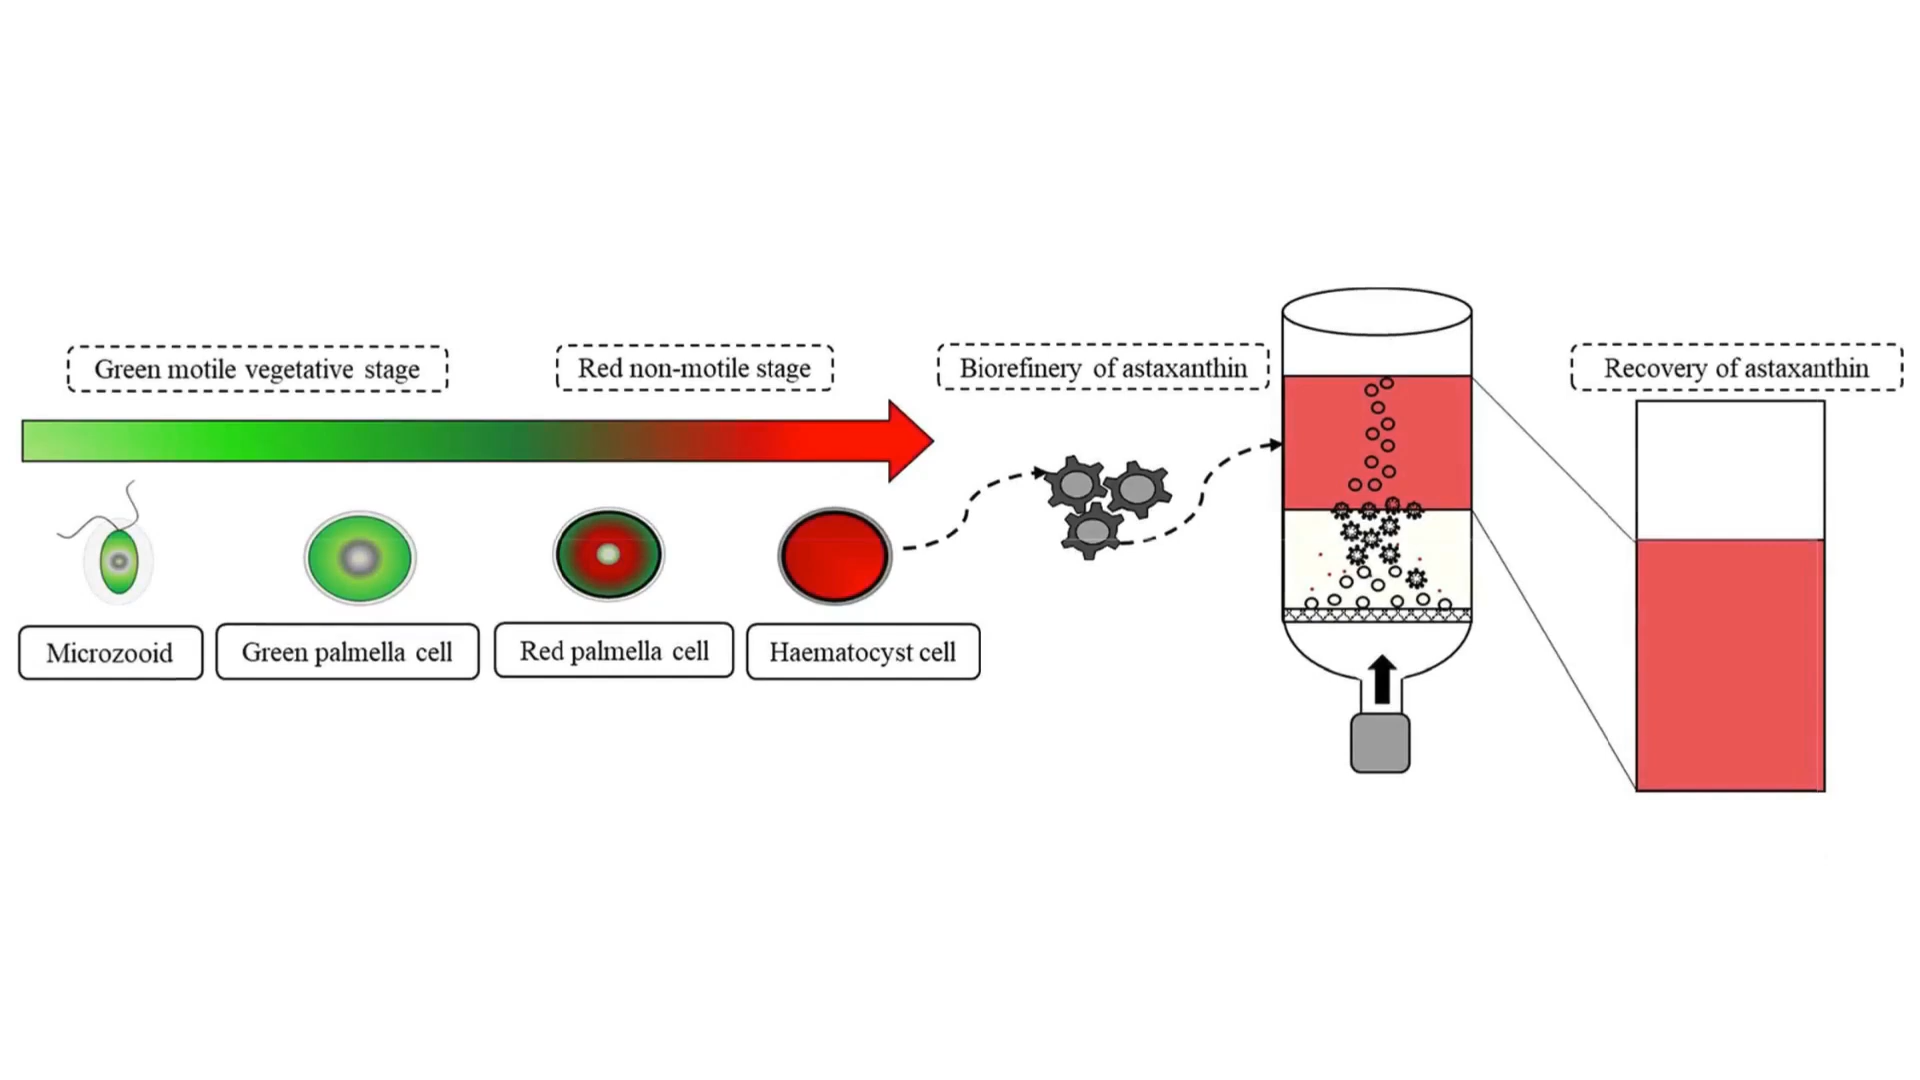 Green motile vegetative stage
Red non-motile stage
Biorefinery of astaxanthin
Recovery of astaxanthin
Microzooid
Green palmella cell
Red palmella cell
Haematocyst cell